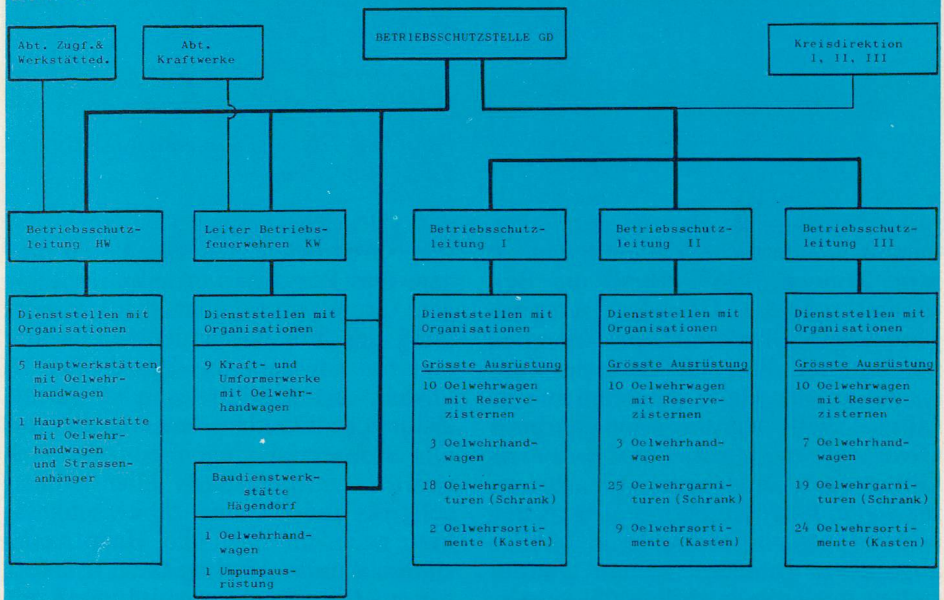 Abt. Zugf.&
Werkstätted.
Abt.
Kraftwerke
BETRIEBSSCHUTZSTELLE GD
Kreisdirektion
I, II, III
Betriebsschutz-
leitung HW
Leiter Betriebs-
feuerwehren KW
Betriebsschutz-
leitung I
Betriebsschutz-
leitung II
Betriebsschutz-
leitung III
Dienststellen mit
Organisationen
5 Hauptwerkstätten
mit Oelwehr-
handwagen
1 Hauptwerkstätte
mit Oelwehr-
handwagen
und Strassen-
anhänger
Dienststellen mit
Organisationen
9 Kraft- und
Umformerwerke
mit Oelwehr-
handwagen
Baudienstwerk-
stätte
Hägendorf
1 Oelwehrhand-
wagen
1 Umpumpaus-
rüstung
Dienststellen mit
Organisationen
Grösste Ausrüstung
10 Oelwehrwagen
mit Reserve-
zisternen
3 Oelwehrhand-
wagen
18 Oelwehrgarni-
turen (Schrank)
2 Oelwehrsorti-
mente (Kasten)
Dienststellen mit
Organisationen
Grösste Ausrüstung
10 Oelwehrwagen
mit Reserve-
zisternen
3 Oelwehrhand-
wagen
25 Oelwehrgarni-
turen (Schrank)
9 Oelwehrsorti-
mente (Kasten)
Dienststellen mit
Organisationen
Grösste Ausrüstung
10 Oelwehrwagen
mit Reserve-
zisternen
7 Oelwehrhand-
wagen
19 Oelwehrgarni-
turen (Schrank)
24 Oelwehrsorti-
mente (Kasten)